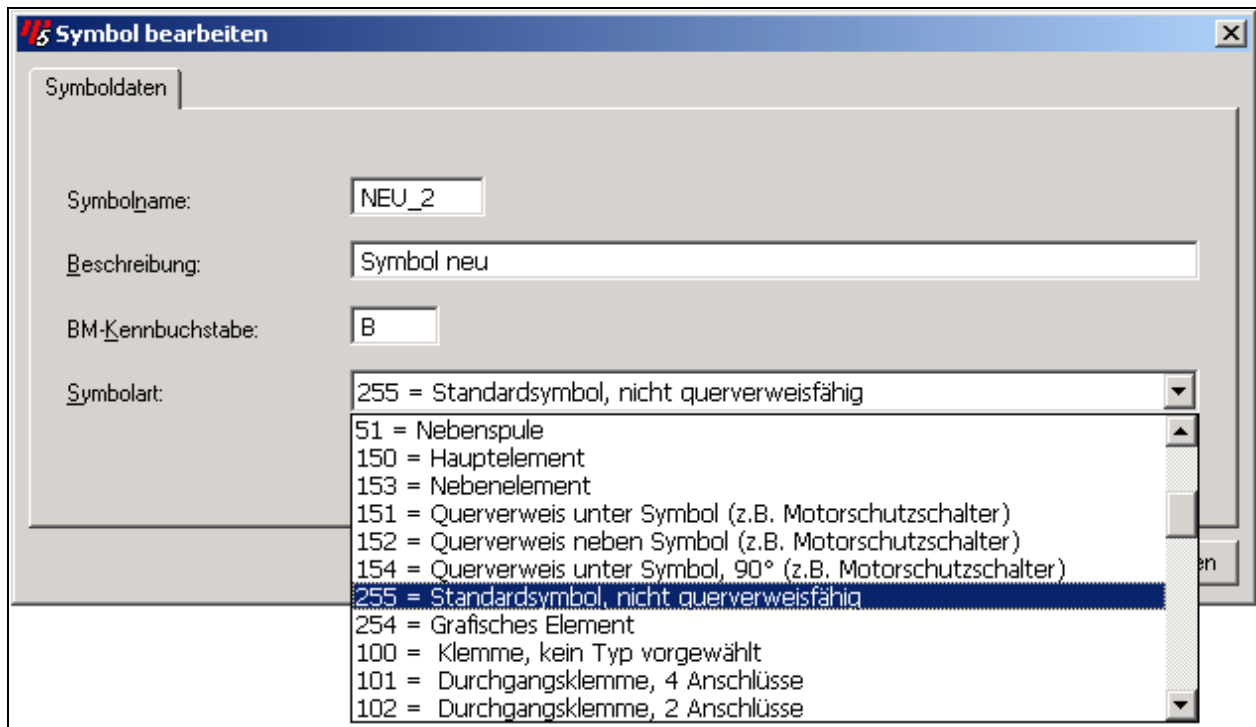 5 Symbol bearbeiten
Symboldaten
Symbolname: NEU_2
Beschreibung: Symbol neu
BM-Kennbuchstabe: B
Symbolart: 255 = Standardsymbol, nicht querverweisfähig
51 = Nebenspule
150 = Hauptelement
153 = Nebenelement
151 = Querverweis unter Symbol (z.B. Motorschutzschalter)
152 = Querverweis neben Symbol (z.B. Motorschutzschalter)
154 = Querverweis unter Symbol, 90° (z.B. Motorschutzschalter)
en
255 = Standardsymbol, nicht querverweisfähig
254 = Grafisches Element
100 = Klemme, kein Typ vorgewählt
101 = Durchgangsklemme, 4 Anschlüsse
102 = Durchgangsklemme, 2 Anschlüsse